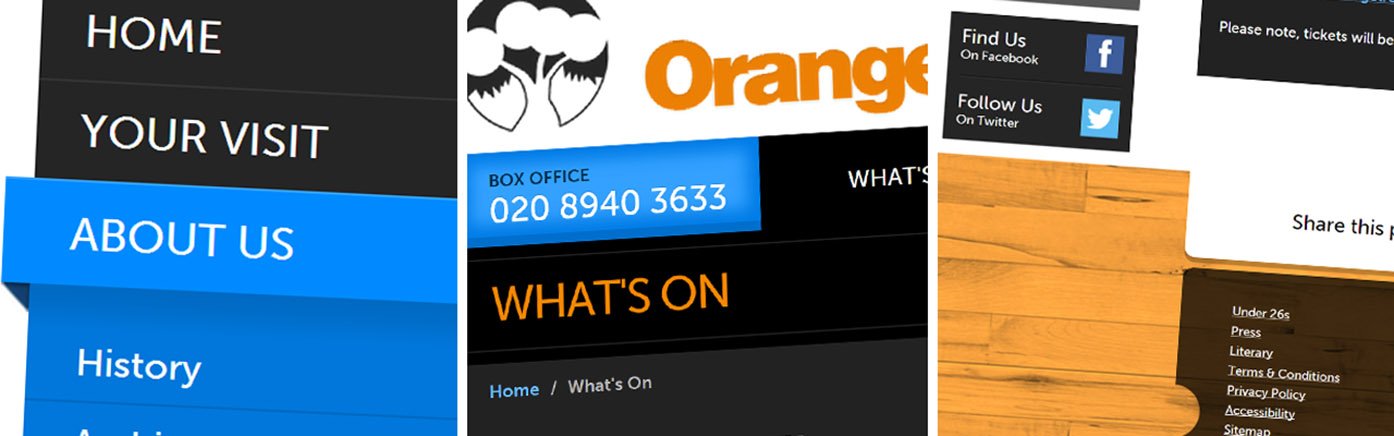 HOME
YOUR VISIT
ABOUT US
History
Orange
BOX OFFICE
020 8940 3633
WHAT'S
WHAT'S ON
Home / What's On
Find Us
On Facebook
Follow Us
On Twitter
Please note, tickets will be
Share this p
Under 26s
Press
Literary
Terms & Conditions
Privacy Policy
Accessibility
Sitemap